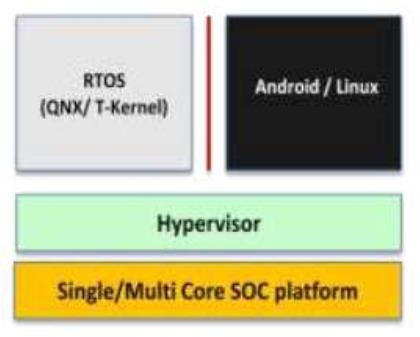 RTOS
(QNX/ T-Kernel)
Android / Linux
Hypervisor
Single/Multi Core SOC platform